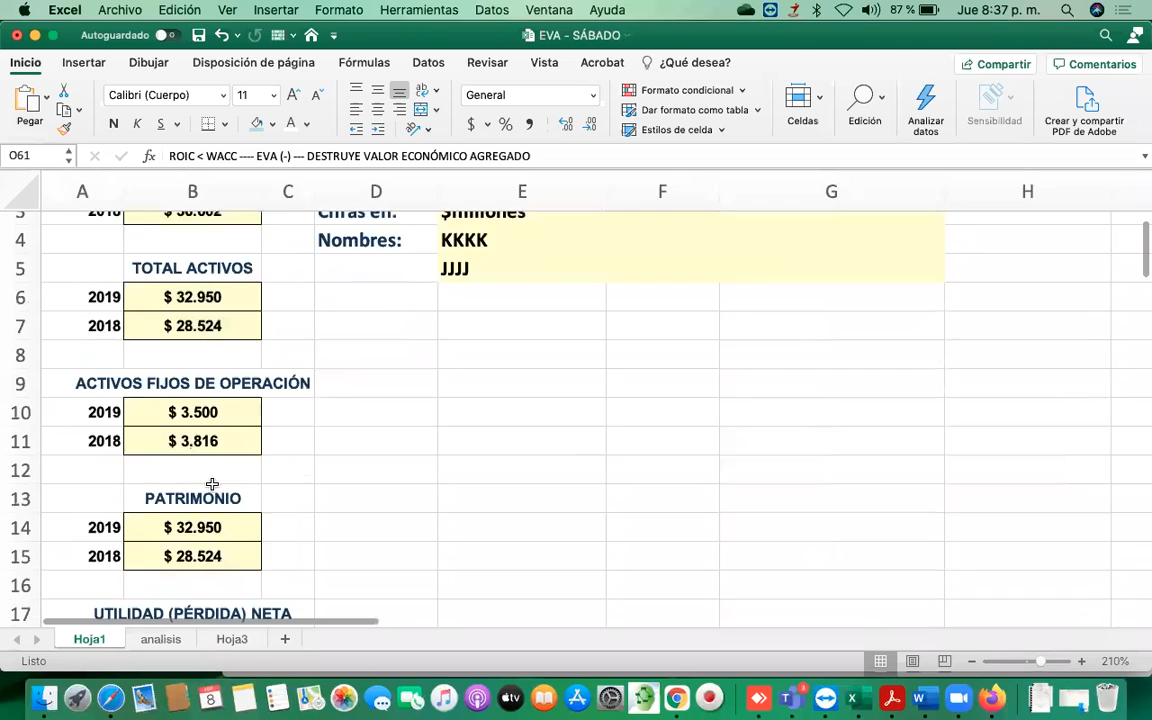 Excel Archivo Edición Ver Insertar Formato Herramientas Datos Ventana Ayuda 87 % Jue 8:37 p. m.
Autoguardado EVA - SÁBADO
Inicio Insertar Dibujar Disposición de página Fórmulas Datos Revisar Vista Acrobat ¿Qué desea? Compartir Comentarios
Calibri (Cuerpo) 11 General Formato condicional
Dar formato como tabla
Estilos de celda
Pegar N K S $ % Celdas Edición Analizar datos Sensibilidad Crear y compartir PDF de Adobe
O61 fx ROIC < WACC ---- EVA (-) --- DESTRUYE VALOR ECONÓMICO AGREGADO
A B C D E F G H
3 2018 $ 30.602 Cifras en: $millones
4 Nombres: KKKK
5 TOTAL ACTIVOS JJJJ
6 2019 $ 32.950
7 2018 $ 28.524
8
9 ACTIVOS FIJOS DE OPERACIÓN
10 2019 $ 3.500
11 2018 $ 3.816
12
13 PATRIMONIO
14 2019 $ 32.950
15 2018 $ 28.524
16
17 UTILIDAD (PÉRDIDA) NETA
Hoja1 analisis Hoja3 +
Listo 210%